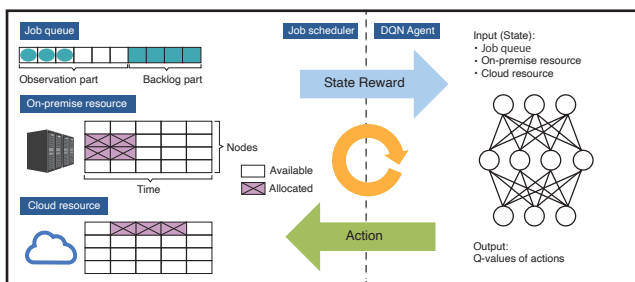 Job queue
Observation part
Backlog part
On-premise resource
Nodes
Time
Available
Allocated
Cloud resource
Job scheduler
DQN Agent
State Reward
Action
Input (State):
• Job queue
• On-premise resource
• Cloud resource
Output:
Q-values of actions